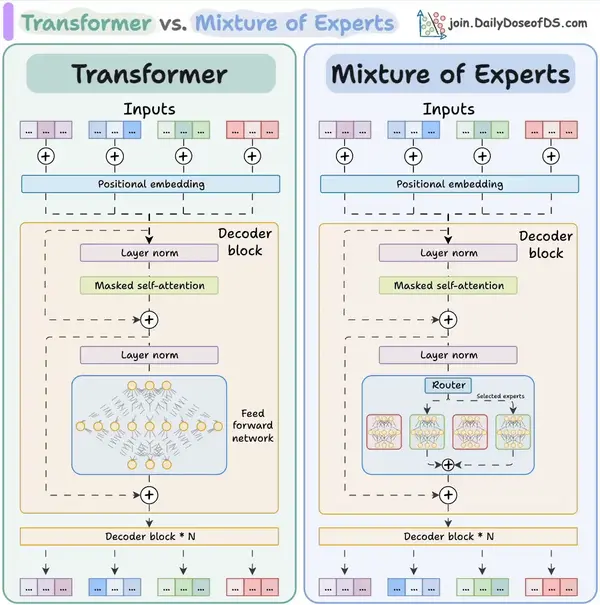 Transformer vs. Mixture of Experts
join.DailyDoseofDS.com
Transformer
Inputs
... ... ... ... ... ... ... ... ... ... ... ...
Positional embedding
Decoder
block
Layer norm
Masked self-attention
Layer norm
Feed
forward
network
Decoder block * N
... ... ... ... ... ... ... ... ... ... ... ...
Mixture of Experts
Inputs
... ... ... ... ... ... ... ... ... ... ... ...
Positional embedding
Decoder
block
Layer norm
Masked self-attention
Layer norm
Router
Selected experts
Decoder block * N
... ... ... ... ... ... ... ... ... ... ... ...